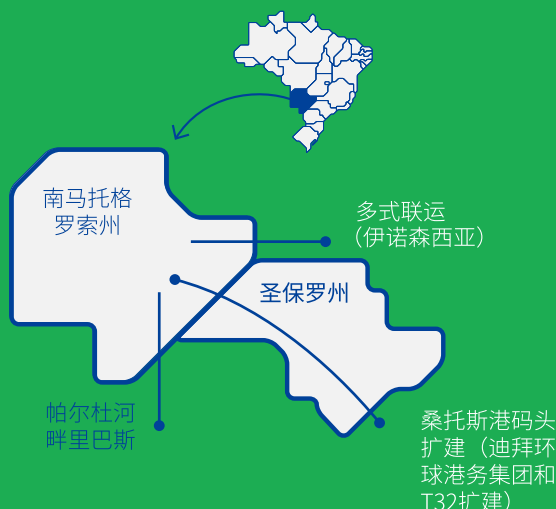 南马托格
罗索州
多式联运
（伊诺森西亚）
圣保罗州
帕尔杜河
畔里巴斯
桑托斯港码头
扩建（迪拜环
球港务集团和
T32扩建）